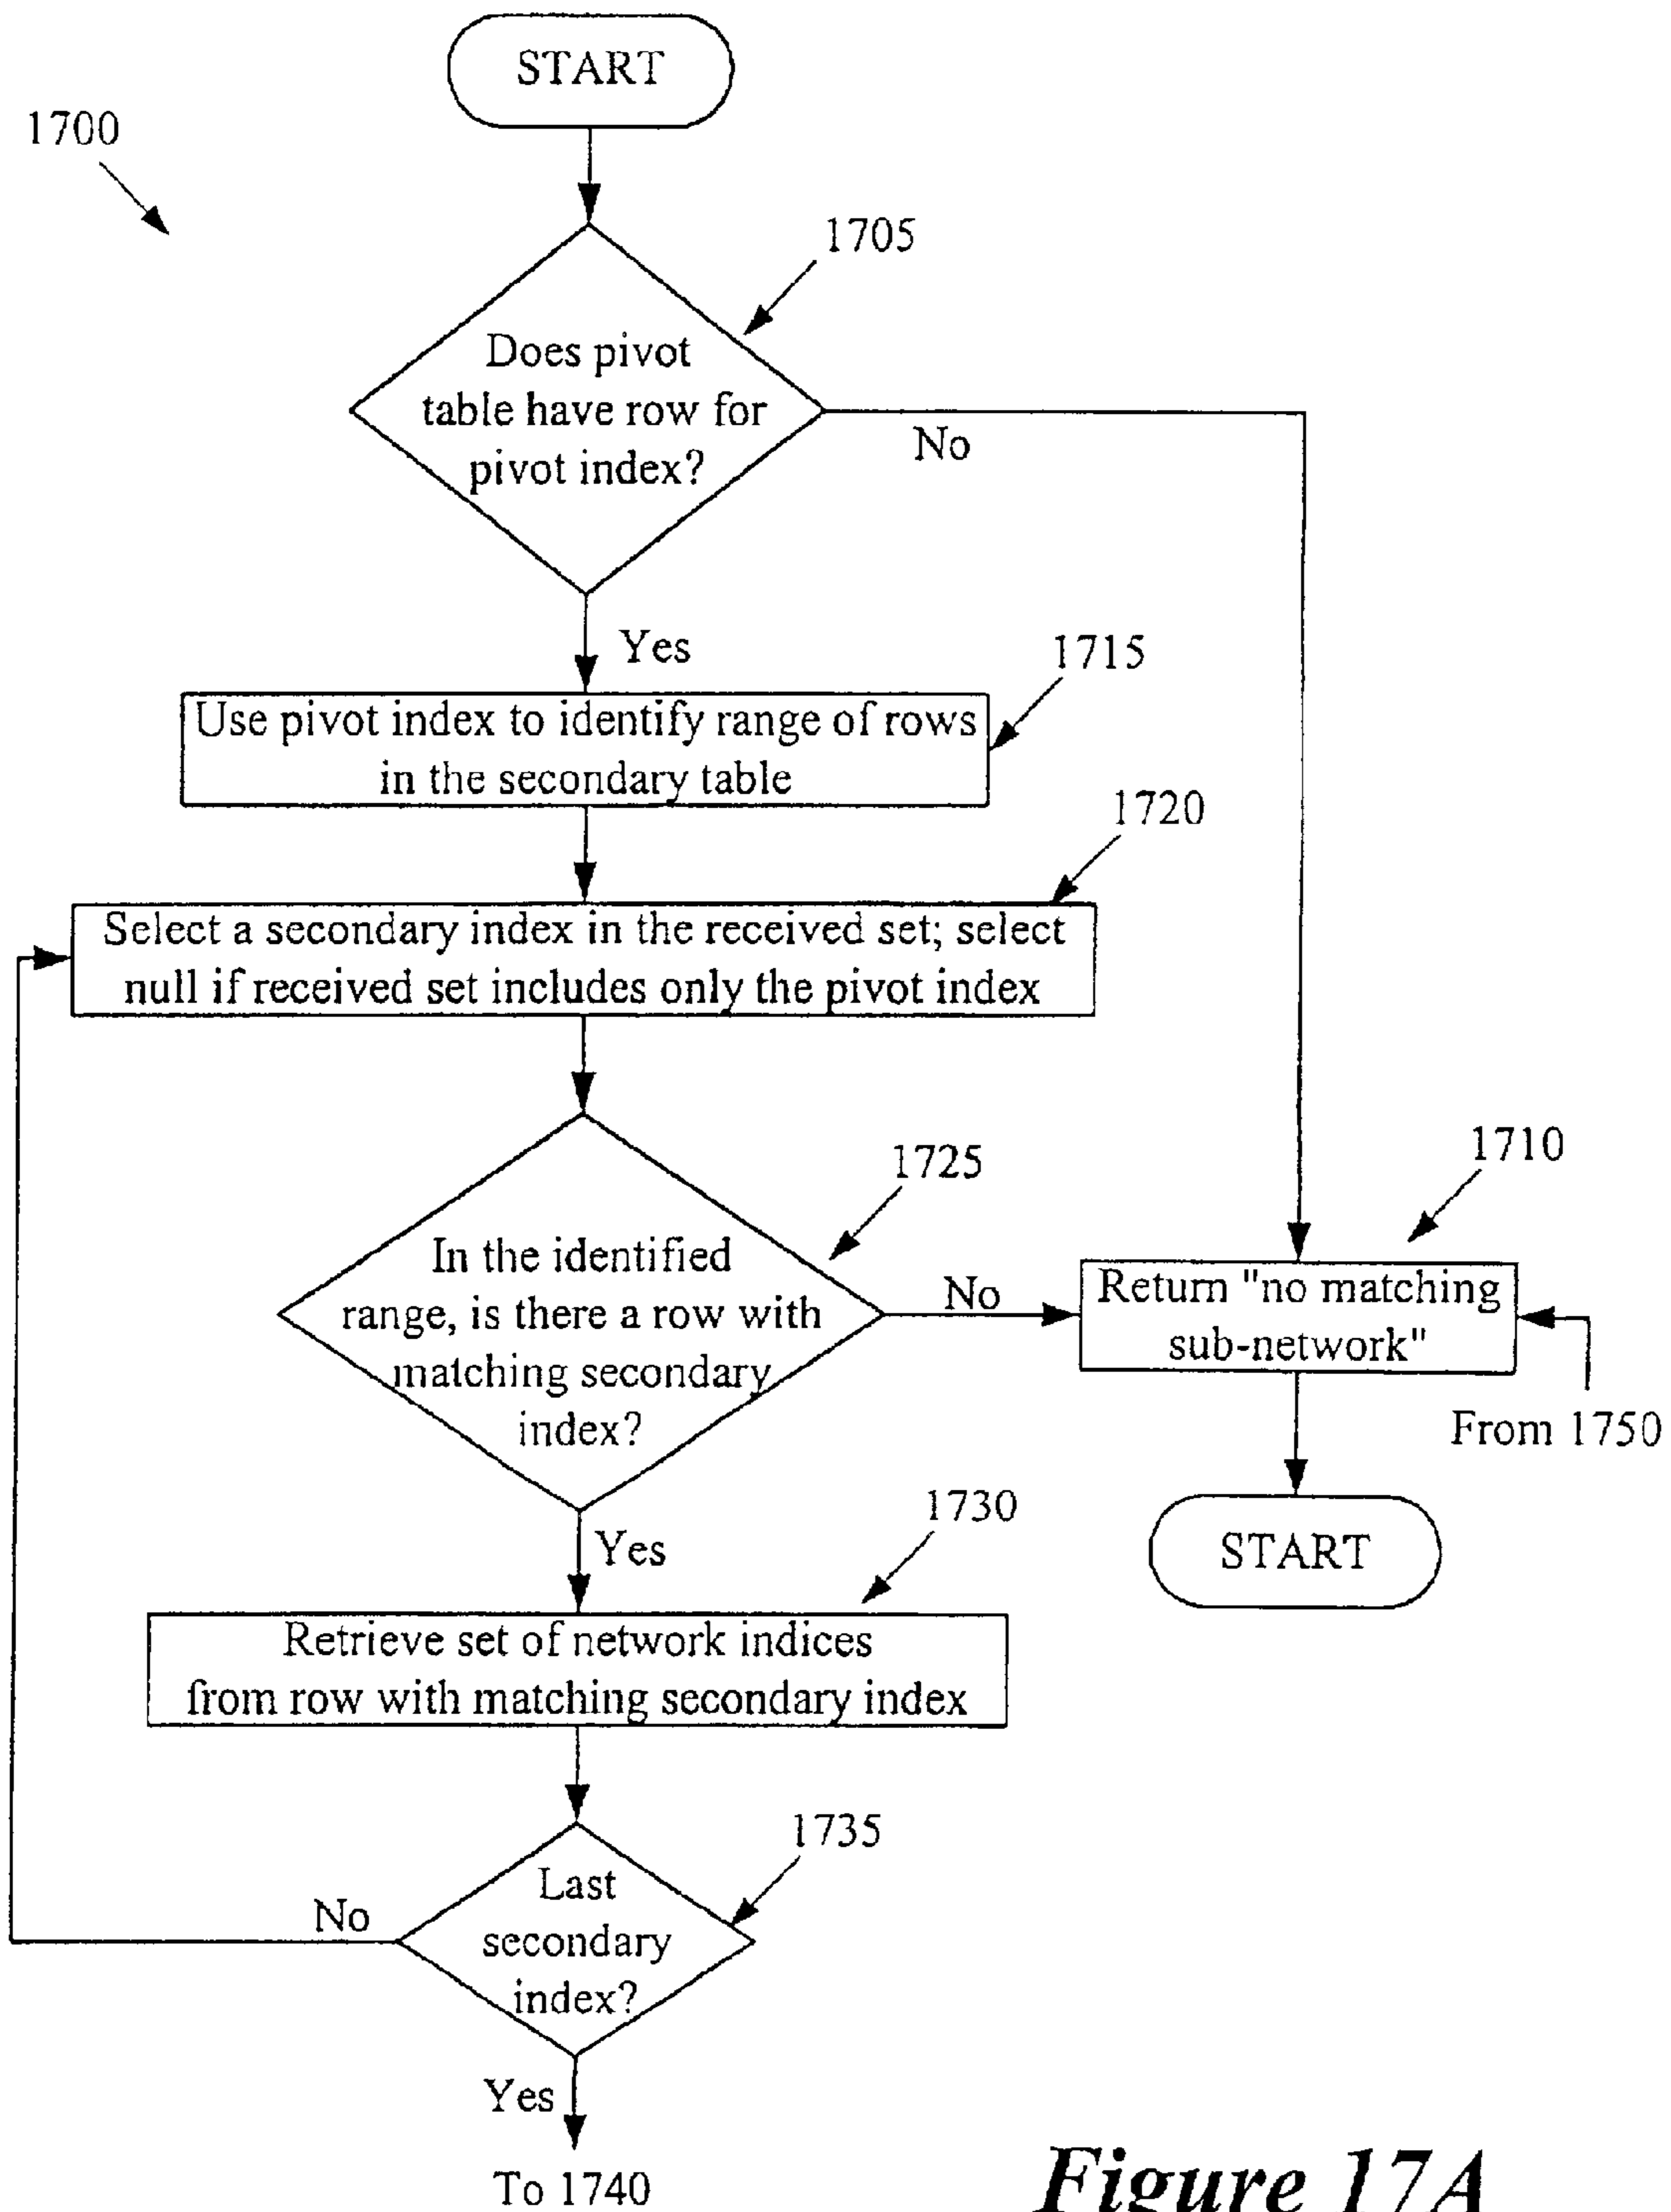 START
1700
1705
Does pivot
table have row for
pivot index?
No
Yes
1715
Use pivot index to identify range of rows
in the secondary table
1720
Select a secondary index in the received set; select
null if received set includes only the pivot index
1725
In the identified
range, is there a row with
matching secondary
index?
No
1710
Return "no matching
sub-network"
From 1750
START
Yes
1730
Retrieve set of network indices
from row with matching secondary index
1735
Last
secondary
index?
No
Yes
To 1740
Figure 17A